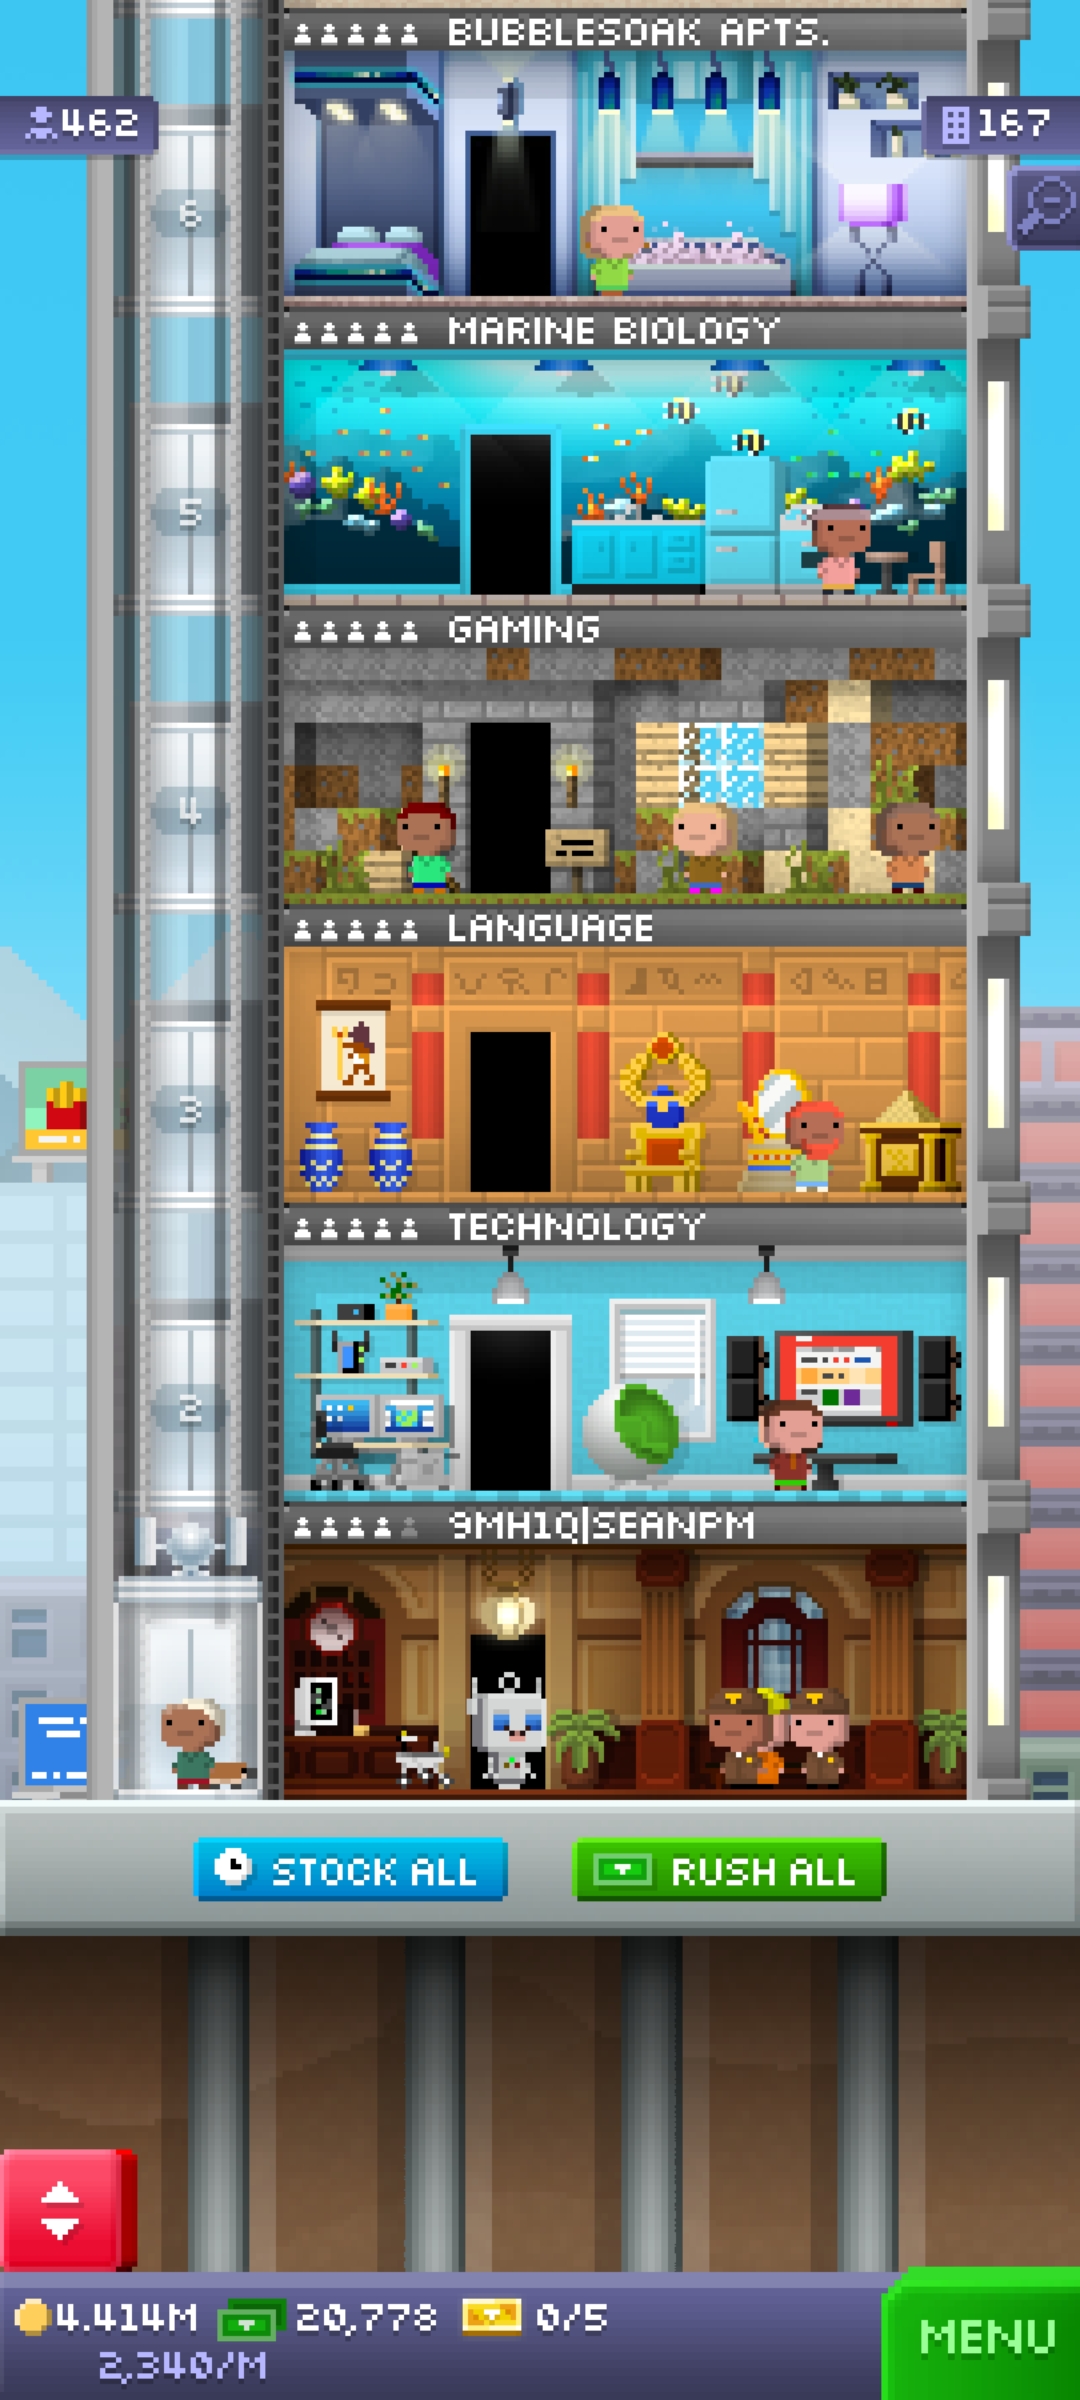 BUBBLESOAK APTS.
462
167
6
MARINE BIOLOGY
5
GAMING
4
LANGUAGE
3
TECHNOLOGY
2
9MH1Q|SEANPM
STOCK ALL
RUSH ALL
4.414M 20,778 0/5
2,340/M
MENU